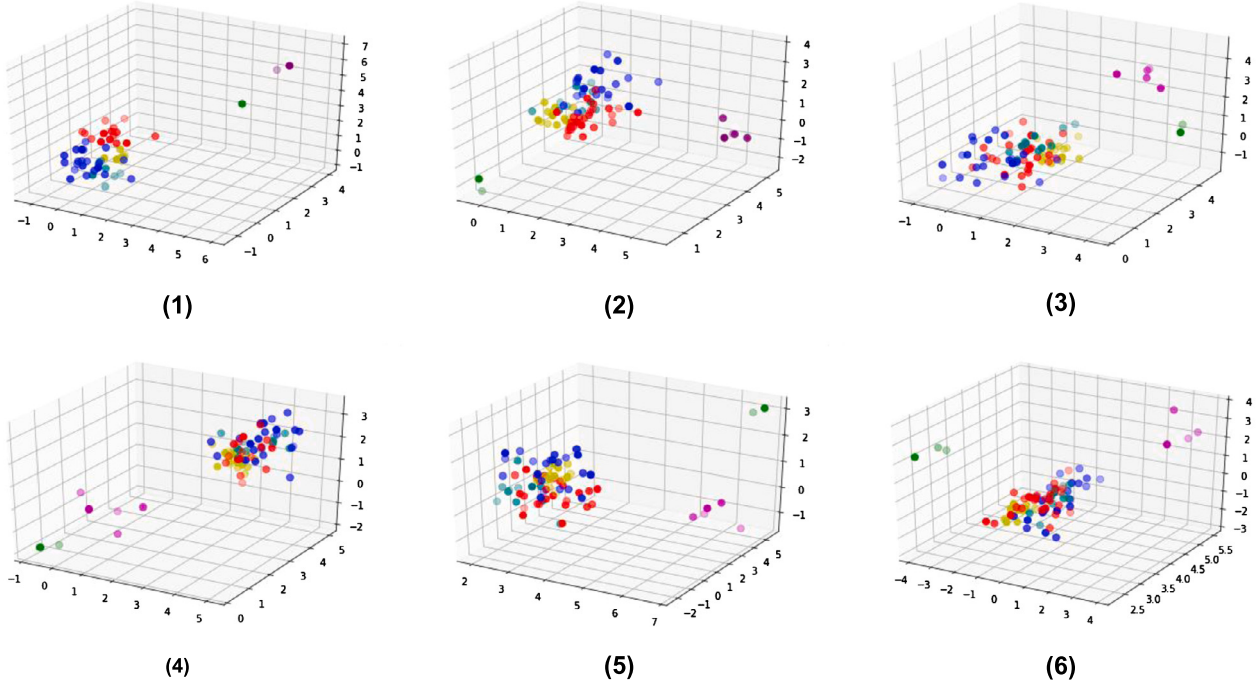 7 6 5 4 3 2 1 0 −1
4 3 2 1 0 −1
−1 0 1 2 3 4 5 6
(1)
4 3 2 1 0 −1 −2
5 4 3 2 1
0 1 2 3 4 5
(2)
4 3 2 1 0 −1
4 3 2 1 0
−1 0 1 2 3 4
(3)
3 2 1 0 −1 −2
5 4 3 2 1 0
−1 0 1 2 3 4 5
(4)
3 2 1 0 −1
5 4 3 2 1 0 −1 −2
2 3 4 5 6 7
(5)
4 3 2 1 0 −1 −2 −3
5.5 5.0 4.5 4.0 3.5 3.0 2.5
−4 −3 −2 −1 0 1 2 3 4
(6)